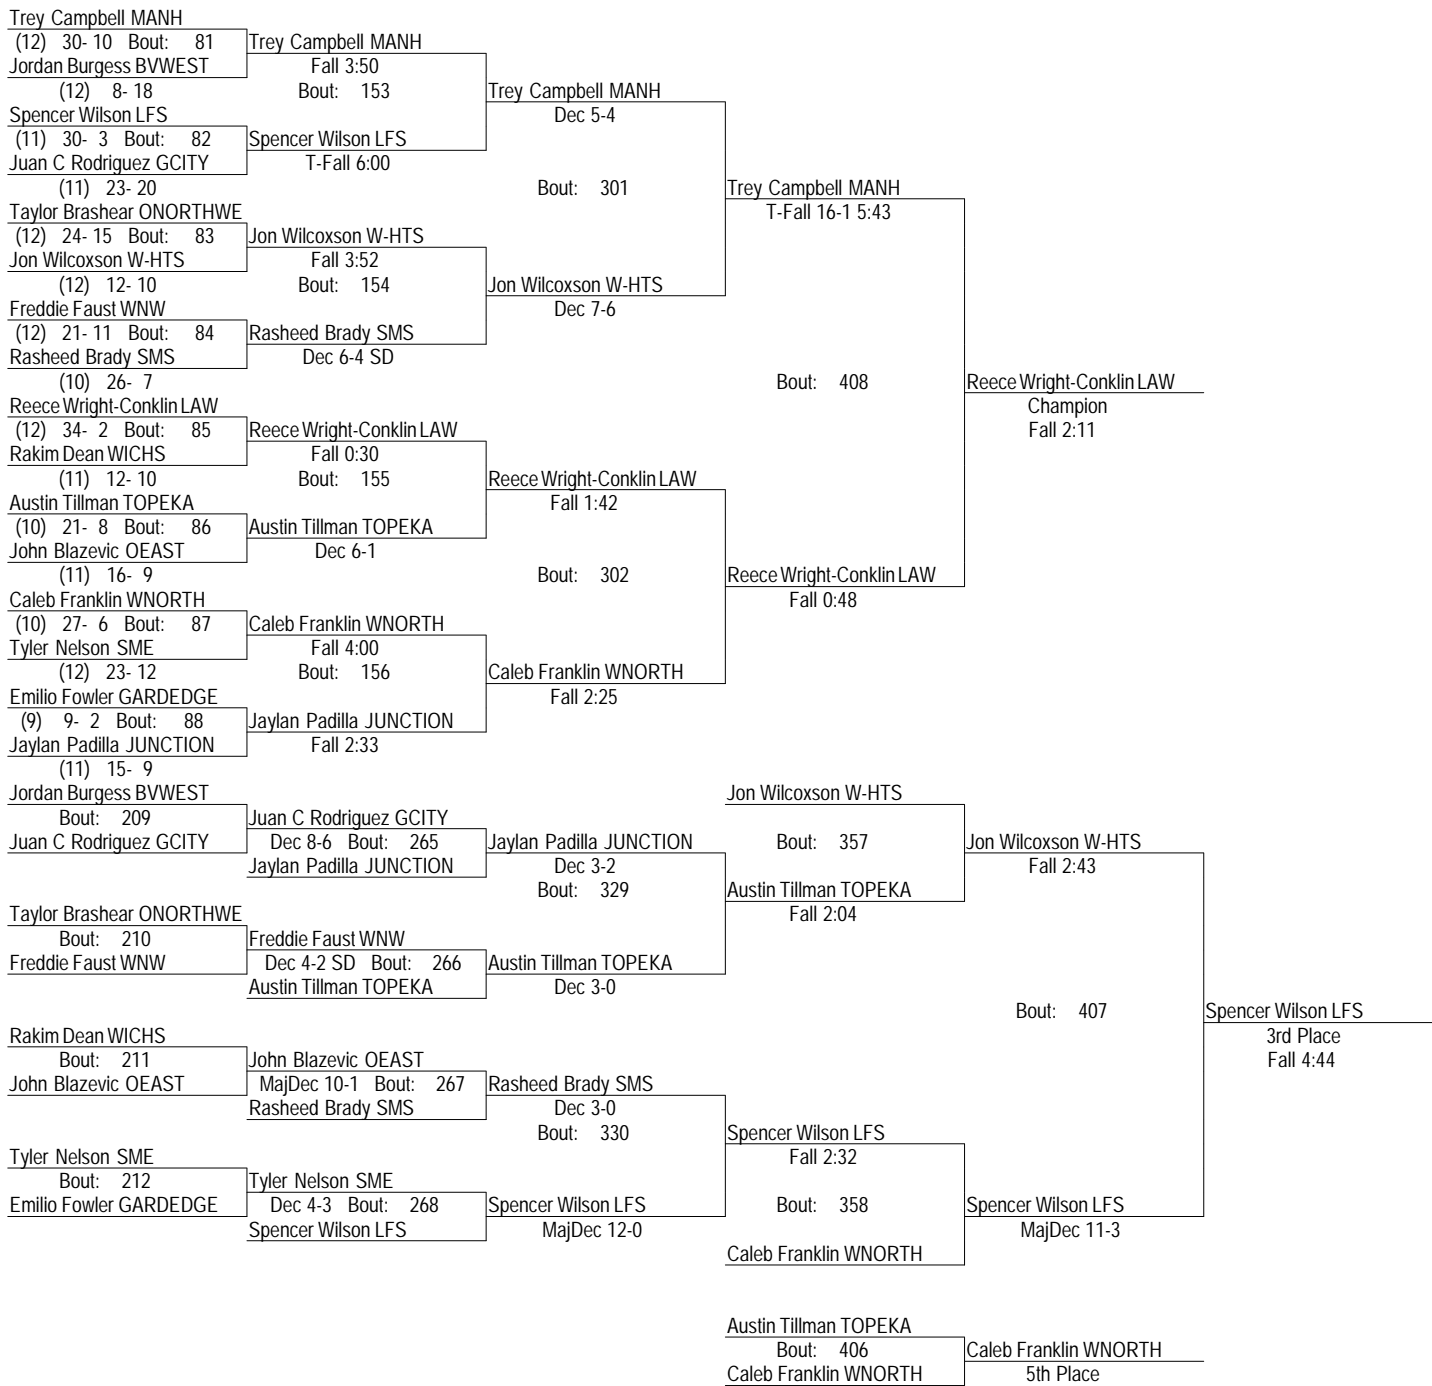 Trey Campbell MANH
(12) 30- 10 Bout: 81
Trey Campbell MANH
Jordan Burgess BVWEST
Fall 3:50
(12) 8- 18
Bout: 153
Trey Campbell MANH
Spencer Wilson LFS
Dec 5-4
(11) 30- 3 Bout: 82
Spencer Wilson LFS
Juan C Rodriguez GCITY
T-Fall 6:00
(11) 23- 20
Bout: 301
Trey Campbell MANH
Taylor Brashear ONORTHWE
T-Fall 16-1 5:43
(12) 24- 15 Bout: 83
Jon Wilcoxson W-HTS
Jon Wilcoxson W-HTS
Fall 3:52
(12) 12- 10
Bout: 154
Jon Wilcoxson W-HTS
Freddie Faust WNW
Dec 7-6
(12) 21- 11 Bout: 84
Rasheed Brady SMS
Rasheed Brady SMS
Dec 6-4 SD
(10) 26- 7
Bout: 408
Reece Wright-Conklin LAW
Reece Wright-Conklin LAW
Champion
(12) 34- 2 Bout: 85
Reece Wright-Conklin LAW
Fall 2:11
Rakim Dean WICHS
Fall 0:30
(11) 12- 10
Bout: 155
Reece Wright-Conklin LAW
Austin Tillman TOPEKA
Fall 1:42
(10) 21- 8 Bout: 86
Austin Tillman TOPEKA
John Blazevic OEAST
Dec 6-1
(11) 16- 9
Bout: 302
Reece Wright-Conklin LAW
Caleb Franklin WNORTH
Fall 0:48
(10) 27- 6 Bout: 87
Caleb Franklin WNORTH
Tyler Nelson SME
Fall 4:00
(12) 23- 12
Bout: 156
Caleb Franklin WNORTH
Emilio Fowler GARDEDGE
Fall 2:25
(9) 9- 2 Bout: 88
Jaylan Padilla JUNCTION
Jaylan Padilla JUNCTION
Fall 2:33
(11) 15- 9
Jordan Burgess BVWEST
Jon Wilcoxson W-HTS
Bout: 209
Juan C Rodriguez GCITY
Juan C Rodriguez GCITY
Dec 8-6 Bout: 265
Jaylan Padilla JUNCTION
Bout: 357
Jon Wilcoxson W-HTS
Jaylan Padilla JUNCTION
Dec 3-2
Fall 2:43
Bout: 329
Austin Tillman TOPEKA
Taylor Brashear ONORTHWE
Fall 2:04
Bout: 210
Freddie Faust WNW
Freddie Faust WNW
Dec 4-2 SD Bout: 266
Austin Tillman TOPEKA
Austin Tillman TOPEKA
Dec 3-0
Bout: 407
Spencer Wilson LFS
Rakim Dean WICHS
3rd Place
Bout: 211
John Blazevic OEAST
Fall 4:44
John Blazevic OEAST
MajDec 10-1 Bout: 267
Rasheed Brady SMS
Rasheed Brady SMS
Dec 3-0
Bout: 330
Spencer Wilson LFS
Tyler Nelson SME
Fall 2:32
Bout: 212
Tyler Nelson SME
Emilio Fowler GARDEDGE
Dec 4-3 Bout: 268
Spencer Wilson LFS
Bout: 358
Spencer Wilson LFS
Spencer Wilson LFS
MajDec 12-0
MajDec 11-3
Caleb Franklin WNORTH
Austin Tillman TOPEKA
Bout: 406
Caleb Franklin WNORTH
Caleb Franklin WNORTH
5th Place